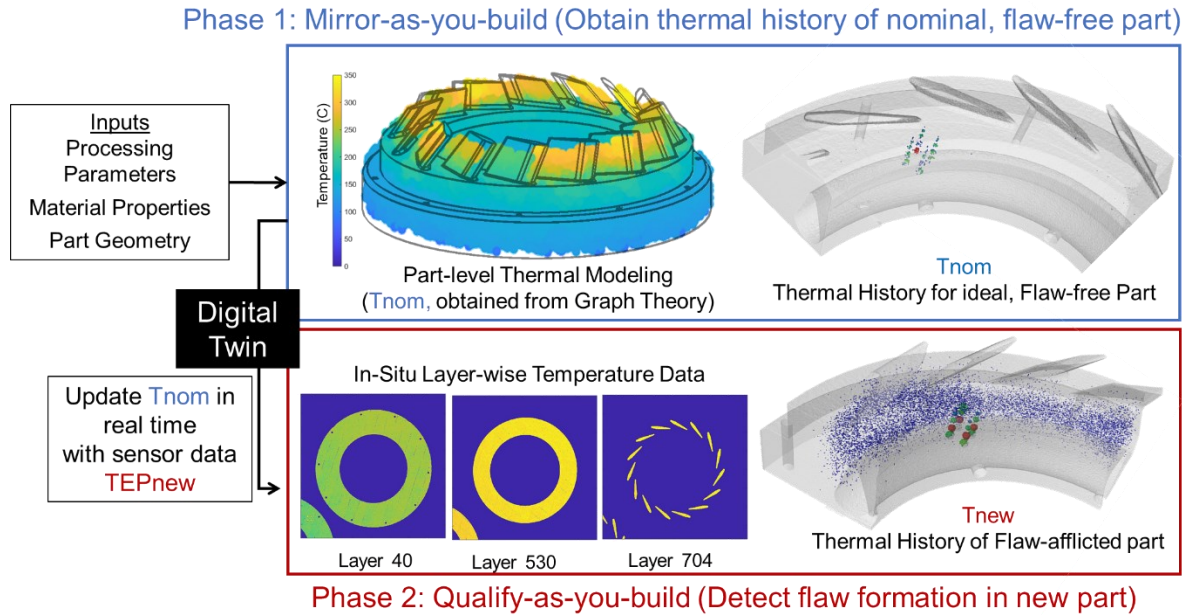 Phase 1: Mirror-as-you-build (Obtain thermal history of nominal, flaw-free part)
Inputs
Processing
Parameters
Material Properties
Part Geometry
Temperature (C)
350
300
250
200
150
100
50
0
Part-level Thermal Modeling
(Tnom, obtained from Graph Theory)
Tnom
Thermal History for ideal, Flaw-free Part
Digital
Twin
Update Tnom in
real time
with sensor data
TEPnew
In-Situ Layer-wise Temperature Data
Layer 40
Layer 530
Layer 704
Tnew
Thermal History of Flaw-afflicted part
Phase 2: Qualify-as-you-build (Detect flaw formation in new part)